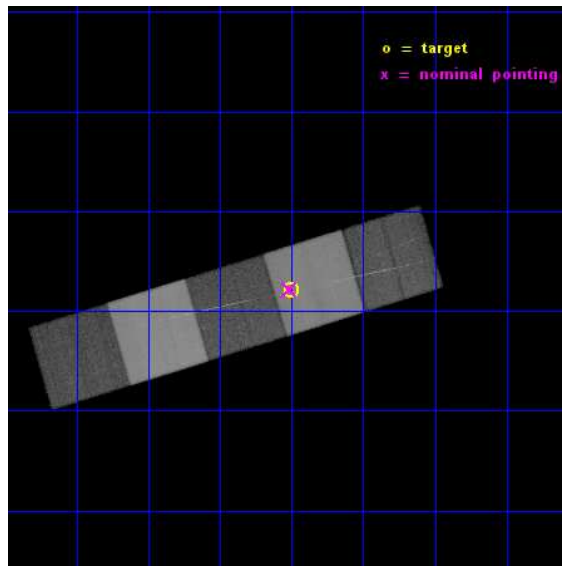 o = target
x = nominal pointing